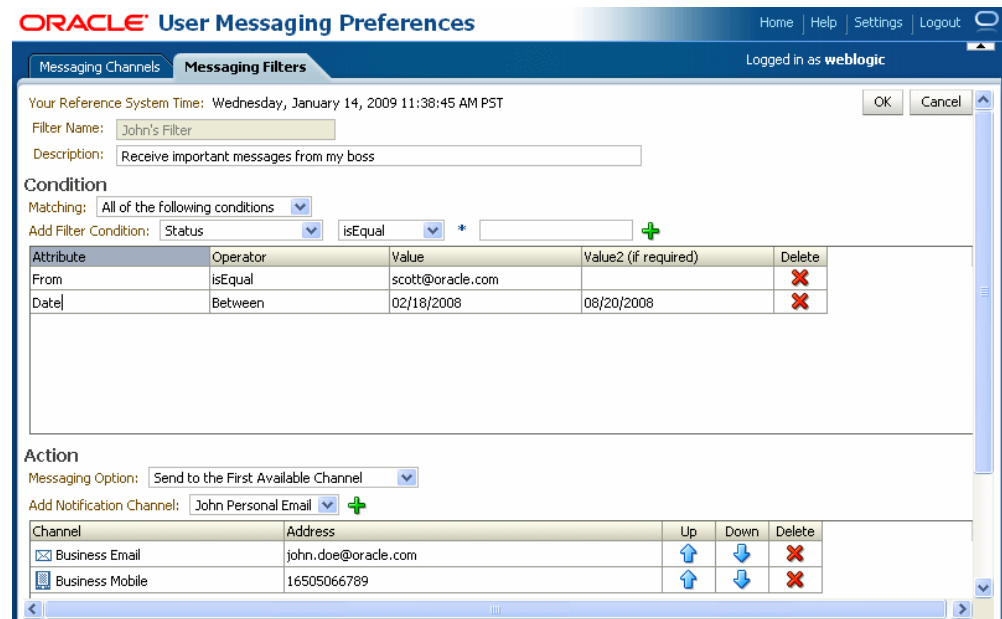 ORACLE User Messaging Preferences
Home | Help | Settings | Logout
Messaging Channels Messaging Filters Logged in as weblogic
Your Reference System Time: Wednesday, January 14, 2009 11:38:45 AM PST OK Cancel
Filter Name: John's Filter
Description: Receive important messages from my boss
Condition
Matching: All of the following conditions
Add Filter Condition: Status isEqual *
Attribute Operator Value Value2 (if required) Delete
From isEqual scott@oracle.com
Date Between 02/18/2008 08/20/2008
Action
Messaging Option: Send to the First Available Channel
Add Notification Channel: John Personal Email
Channel Address Up Down Delete
Business Email john.doe@oracle.com
Business Mobile 16505066789